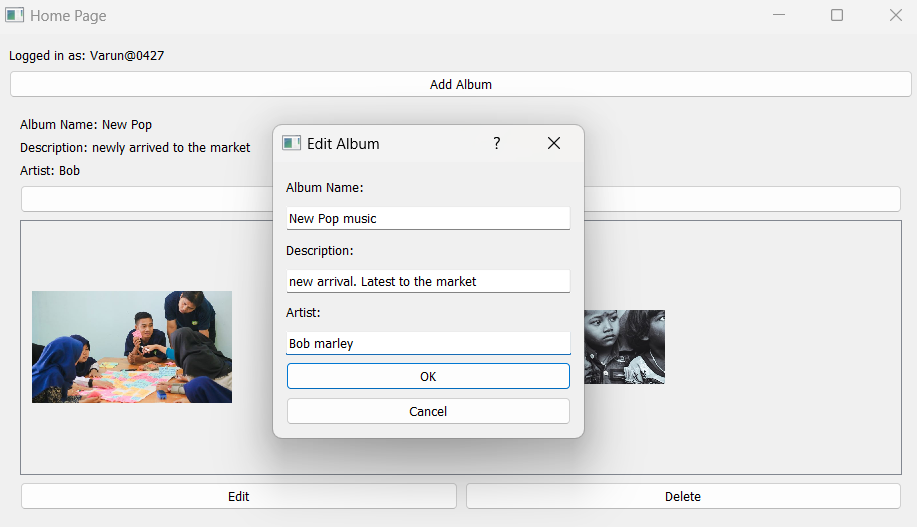 Home Page
Logged in as: Varun@0427
Add Album
Album Name: New Pop
Description: newly arrived to the market
Artist: Bob
Edit Album
?
Album Name:
New Pop music
Description:
new arrival. Latest to the market
Artist:
Bob marley
OK
Cancel
Edit
Delete